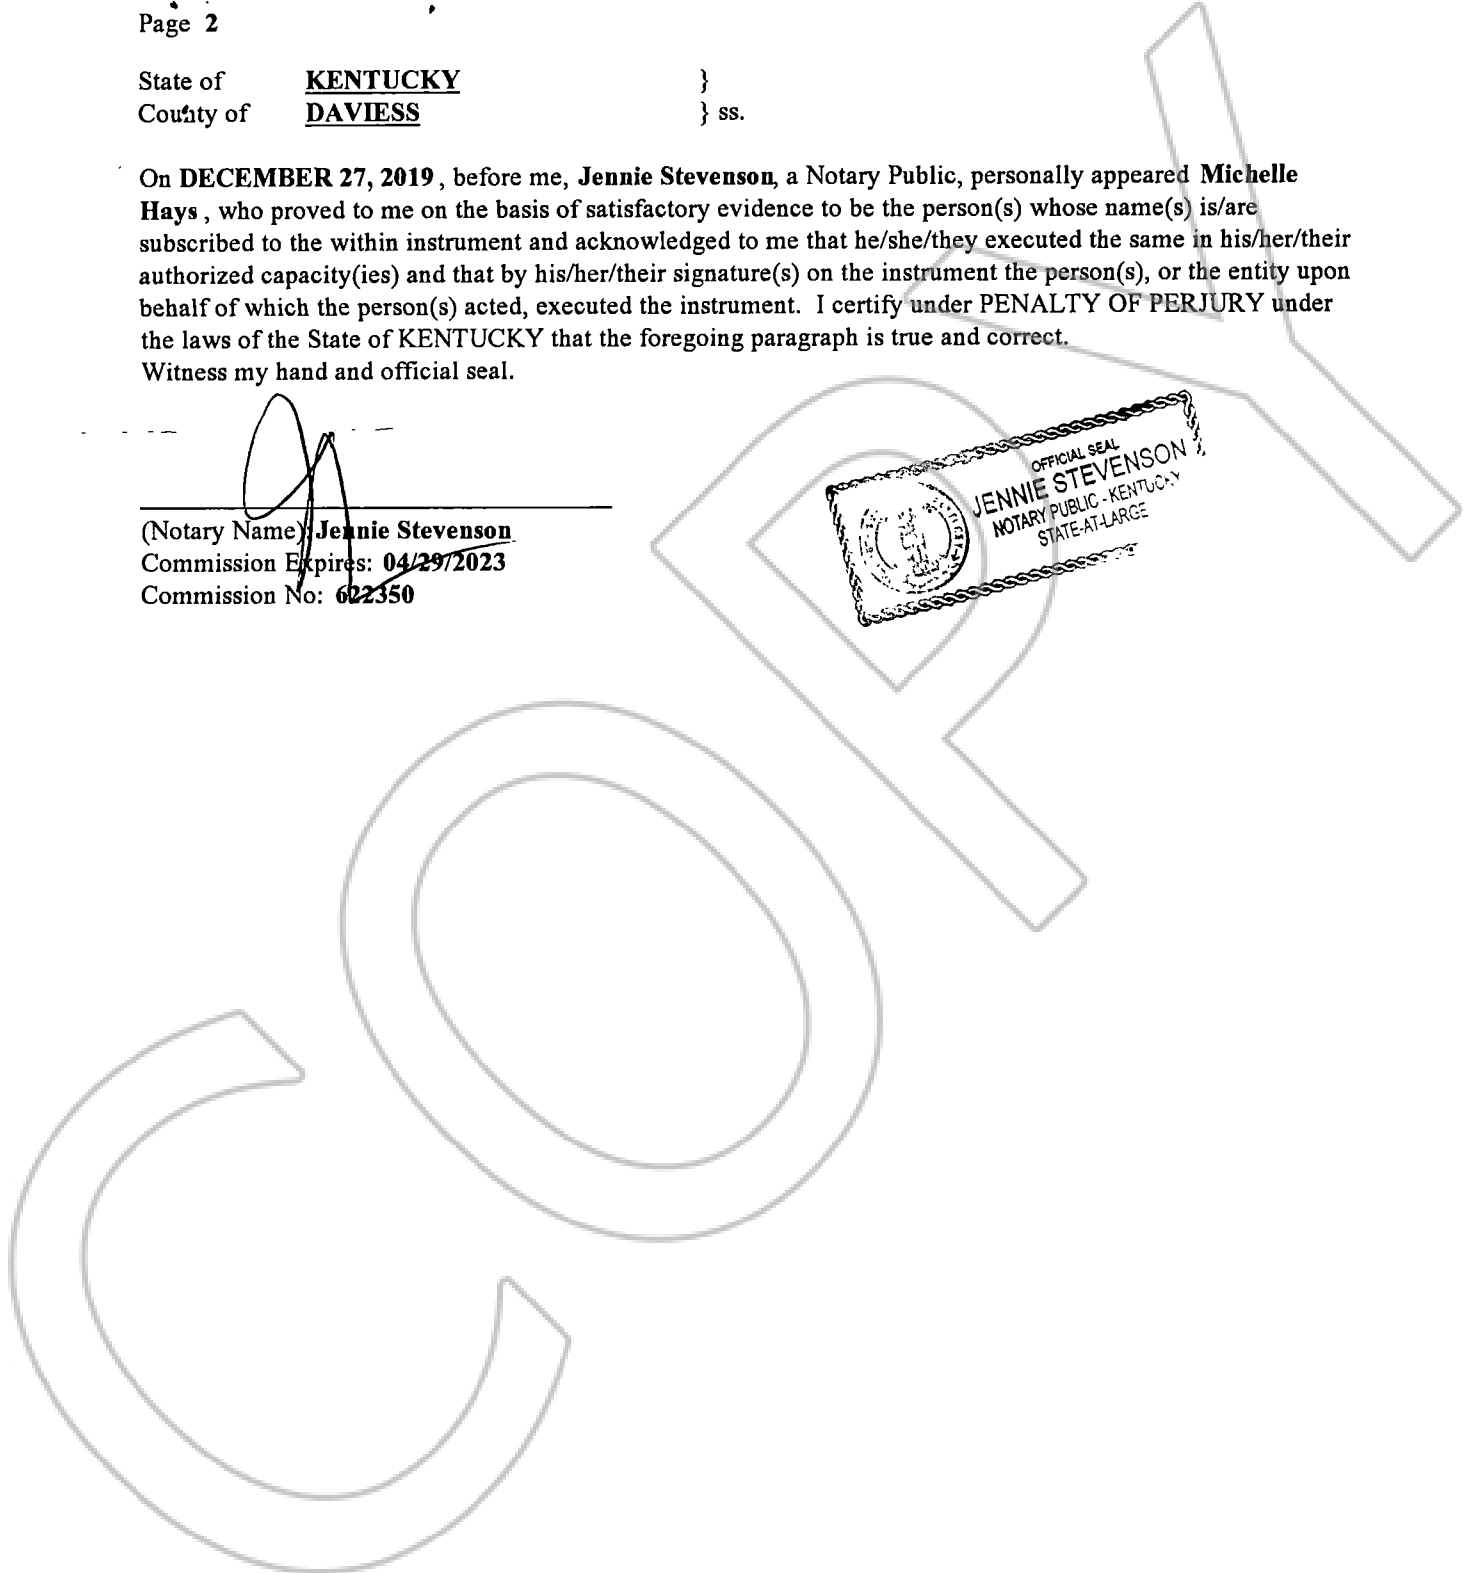 Page 2
State of KENTUCKY }
County of DAVIESS } ss.
On DECEMBER 27, 2019, before me, Jennie Stevenson, a Notary Public, personally appeared Michelle
Hays , who proved to me on the basis of satisfactory evidence to be the person(s) whose name(s) is/are
subscribed to the within instrument and acknowledged to me that he/she/they executed the same in his/her/their
authorized capacity(ies) and that by his/her/their signature(s) on the instrument the person(s), or the entity upon
behalf of which the person(s) acted, executed the instrument. I certify under PENALTY OF PERJURY under
the laws of the State of KENTUCKY that the foregoing paragraph is true and correct.
Witness my hand and official seal.
OFFICIAL SEAL
JENNIE STEVENSON
NOTARY PUBLIC - KENTUCKY
STATE-AT-LARGE
(Notary Name): Jennie Stevenson
Commission Expires: 04/29/2023
Commission No: 622350
COPY